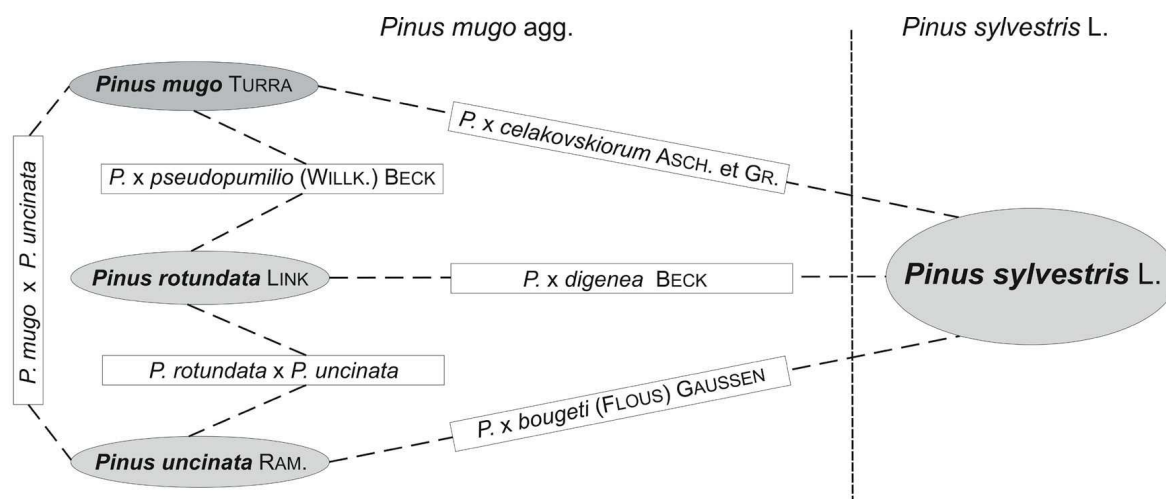 Pinus mugo agg.
Pinus sylvestris L.
Pinus mugo TURRA
P. x celakovskiorum ASCH. et GR.
P. x pseudopumilio (WILLK.) BECK
P. mugo x P. uncinata
Pinus rotundata LINK
P. x digenea BECK
Pinus sylvestris L.
P. rotundata x P. uncinata
P. x bougeti (FLOUS) GAUSSEN
Pinus uncinata RAM.